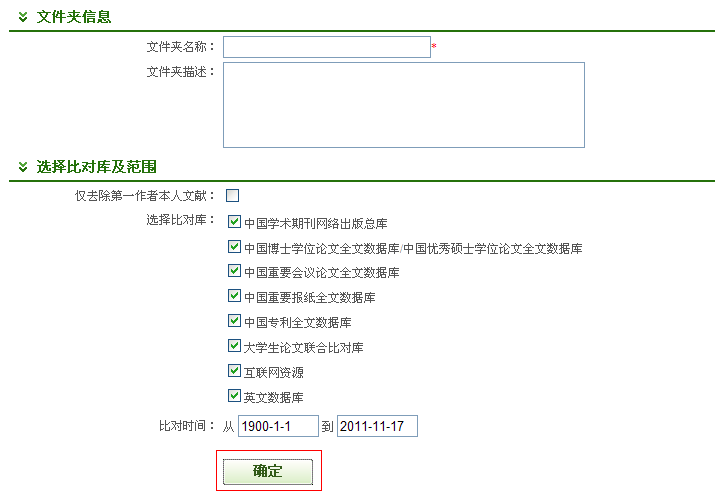 文件夹信息
文件夹名称： *
文件夹描述：
选择比对库及范围
仅去除第一作者本人文献：
选择比对库： 中国学术期刊网络出版总库
中国博士学位论文全文数据库/中国优秀硕士学位论文全文数据库
中国重要会议论文全文数据库
中国重要报纸全文数据库
中国专利全文数据库
大学生论文联合比对库
互联网资源
英文数据库
比对时间： 从 1900-1-1 到 2011-11-17
确定